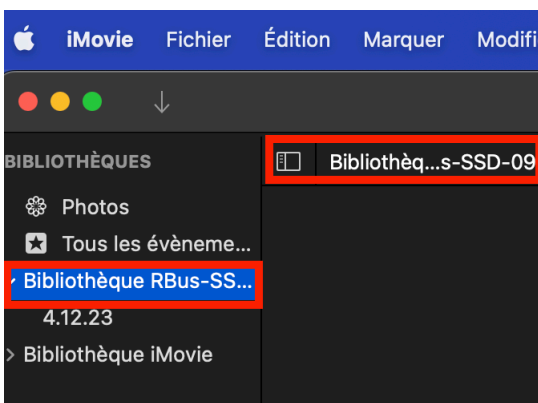 iMovie Fichier Édition Marquer Modifi
BIBLIOTHÈQUES
Bibliothèq...s-SSD-09
Photos
Tous les évèneme...
Bibliothèque RBus-SS...
4.12.23
Bibliothèque iMovie